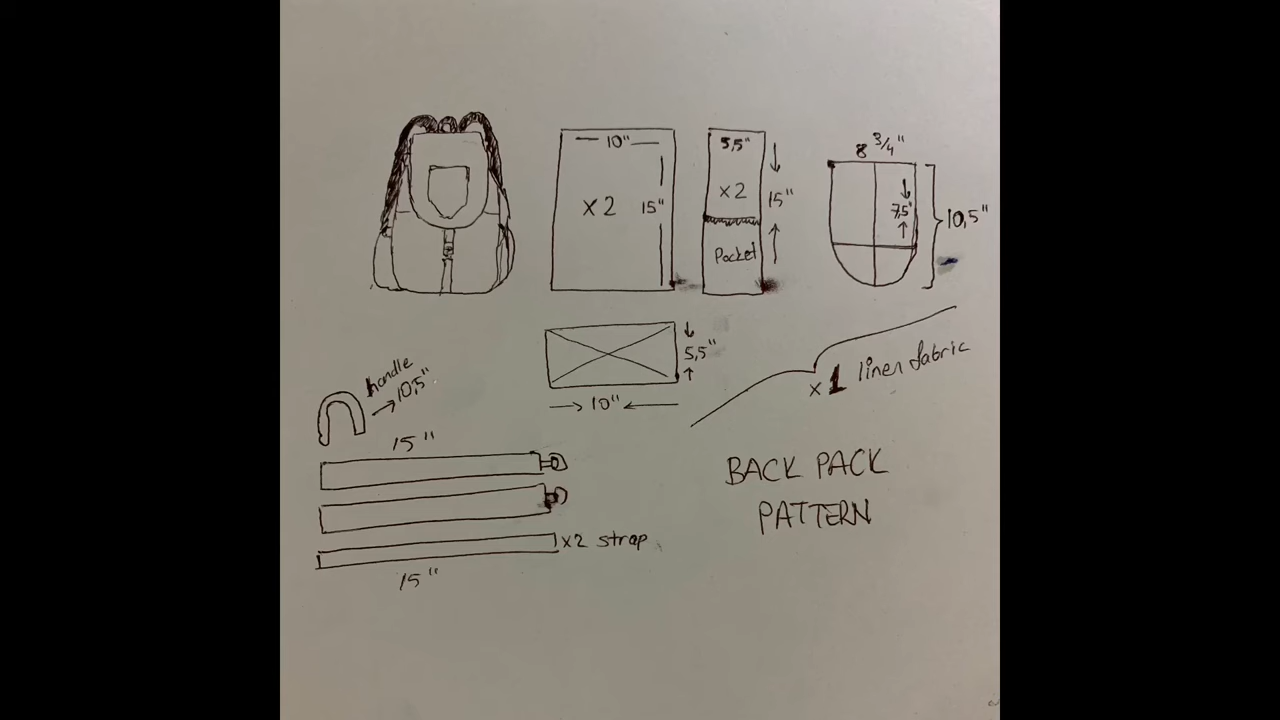 10"
x2
15"
5,5"
x2
15"
Pocket
8 3/4"
7,5"
10,5"
5,5"
10"
x 1 liner fabric
handle
10,5"
15"
x2 strap
15"
BACK PACK
PATTERN